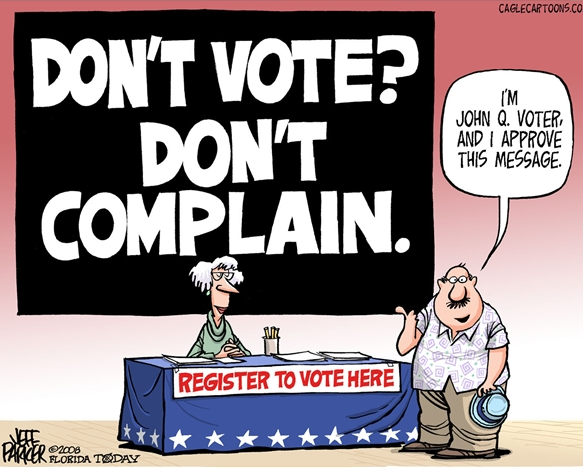 CAGLECARTOONS.CO
DON'T VOTE?
DON'T
COMPLAIN.
I'M
JOHN Q. VOTER,
AND I APPROVE
THIS MESSAGE.
REGISTER TO VOTE HERE
JEFF
PARKER ©2008
FLORIDA TODAY